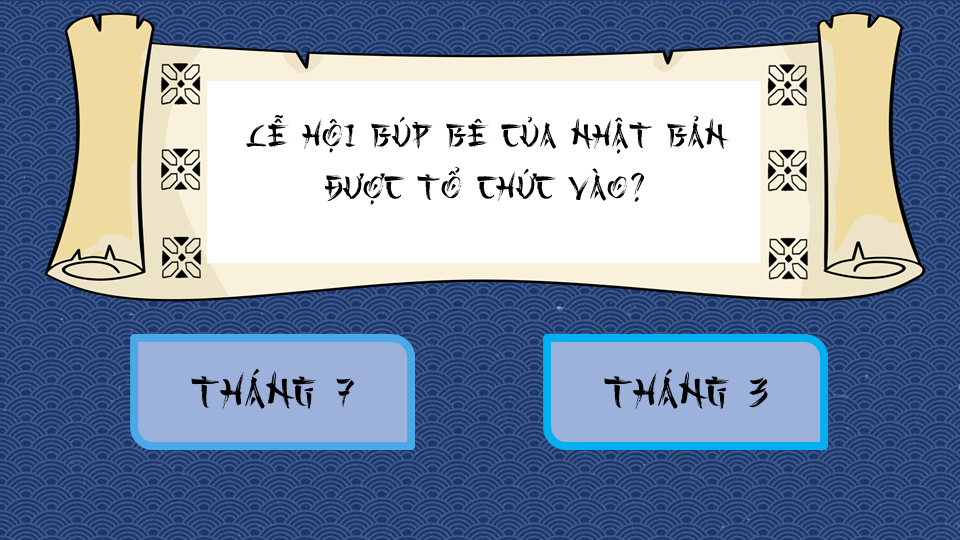 LỄ HỘI BÚP BÊ CỦA NHẬT BẢN
ĐƯỢC TỔ CHỨC VÀO?
THÁNG 7
THÁNG 3